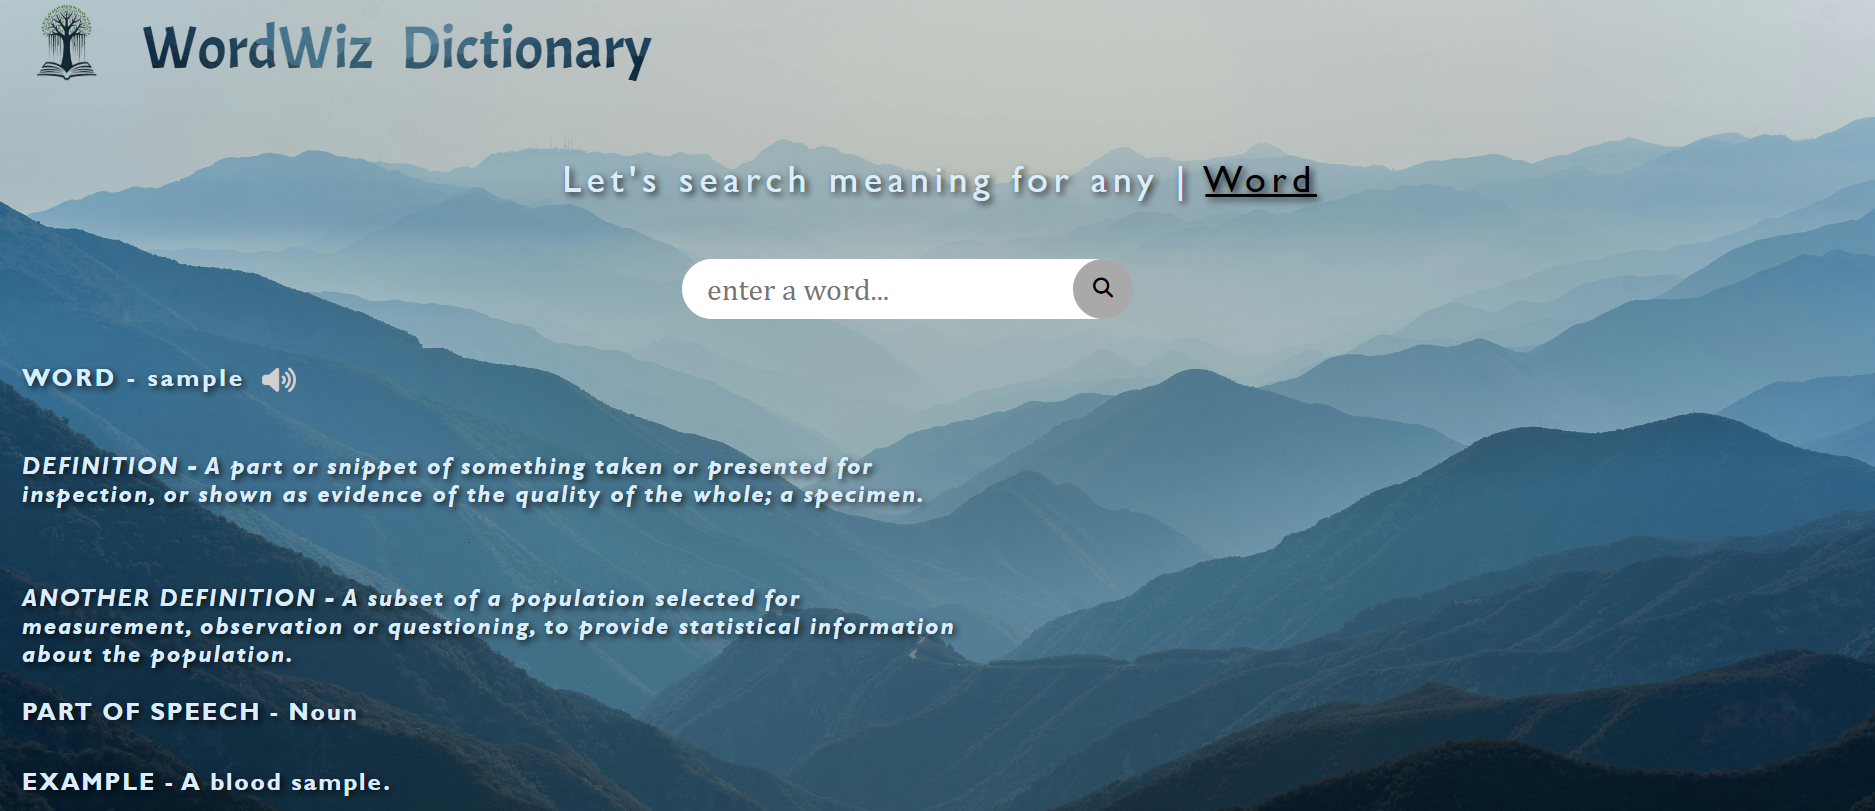 WordWiz Dictionary
Let's search meaning for any | Word
enter a word...
WORD - sample
DEFINITION - A part or snippet of something taken or presented for
inspection, or shown as evidence of the quality of the whole; a specimen.
ANOTHER DEFINITION - A subset of a population selected for
measurement, observation or questioning, to provide statistical information
about the population.
PART OF SPEECH - Noun
EXAMPLE - A blood sample.